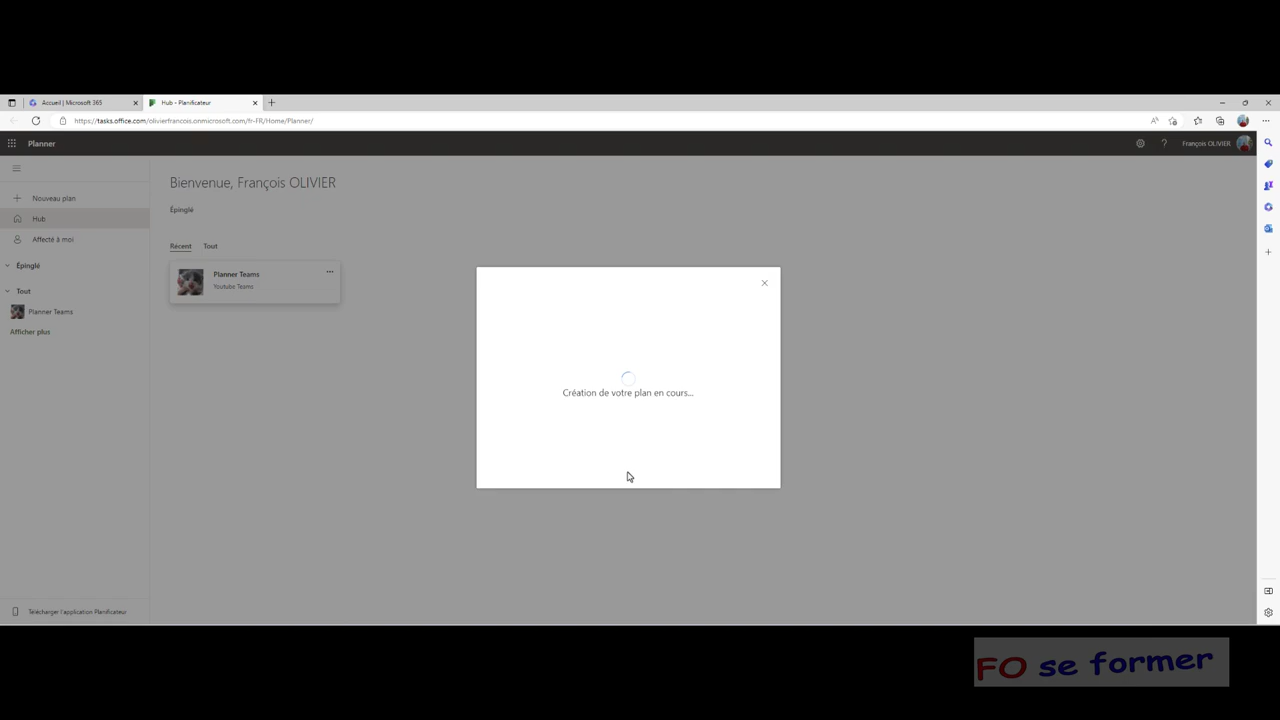 Accueil | Microsoft 365
Hub - Planificateur
https://tasks.office.com/olivierfrancois.onmicrosoft.com/fr-FR/Home/Planner/
Planner
François OLIVIER
Nouveau plan
Hub
Affecté à moi
Épinglé
Tout
Planner Teams
Afficher plus
Télécharger l'application Planificateur
Bienvenue, François OLIVIER
Épinglé
Récent Tout
Planner Teams
Youtube Teams
Création de votre plan en cours...
FO se former